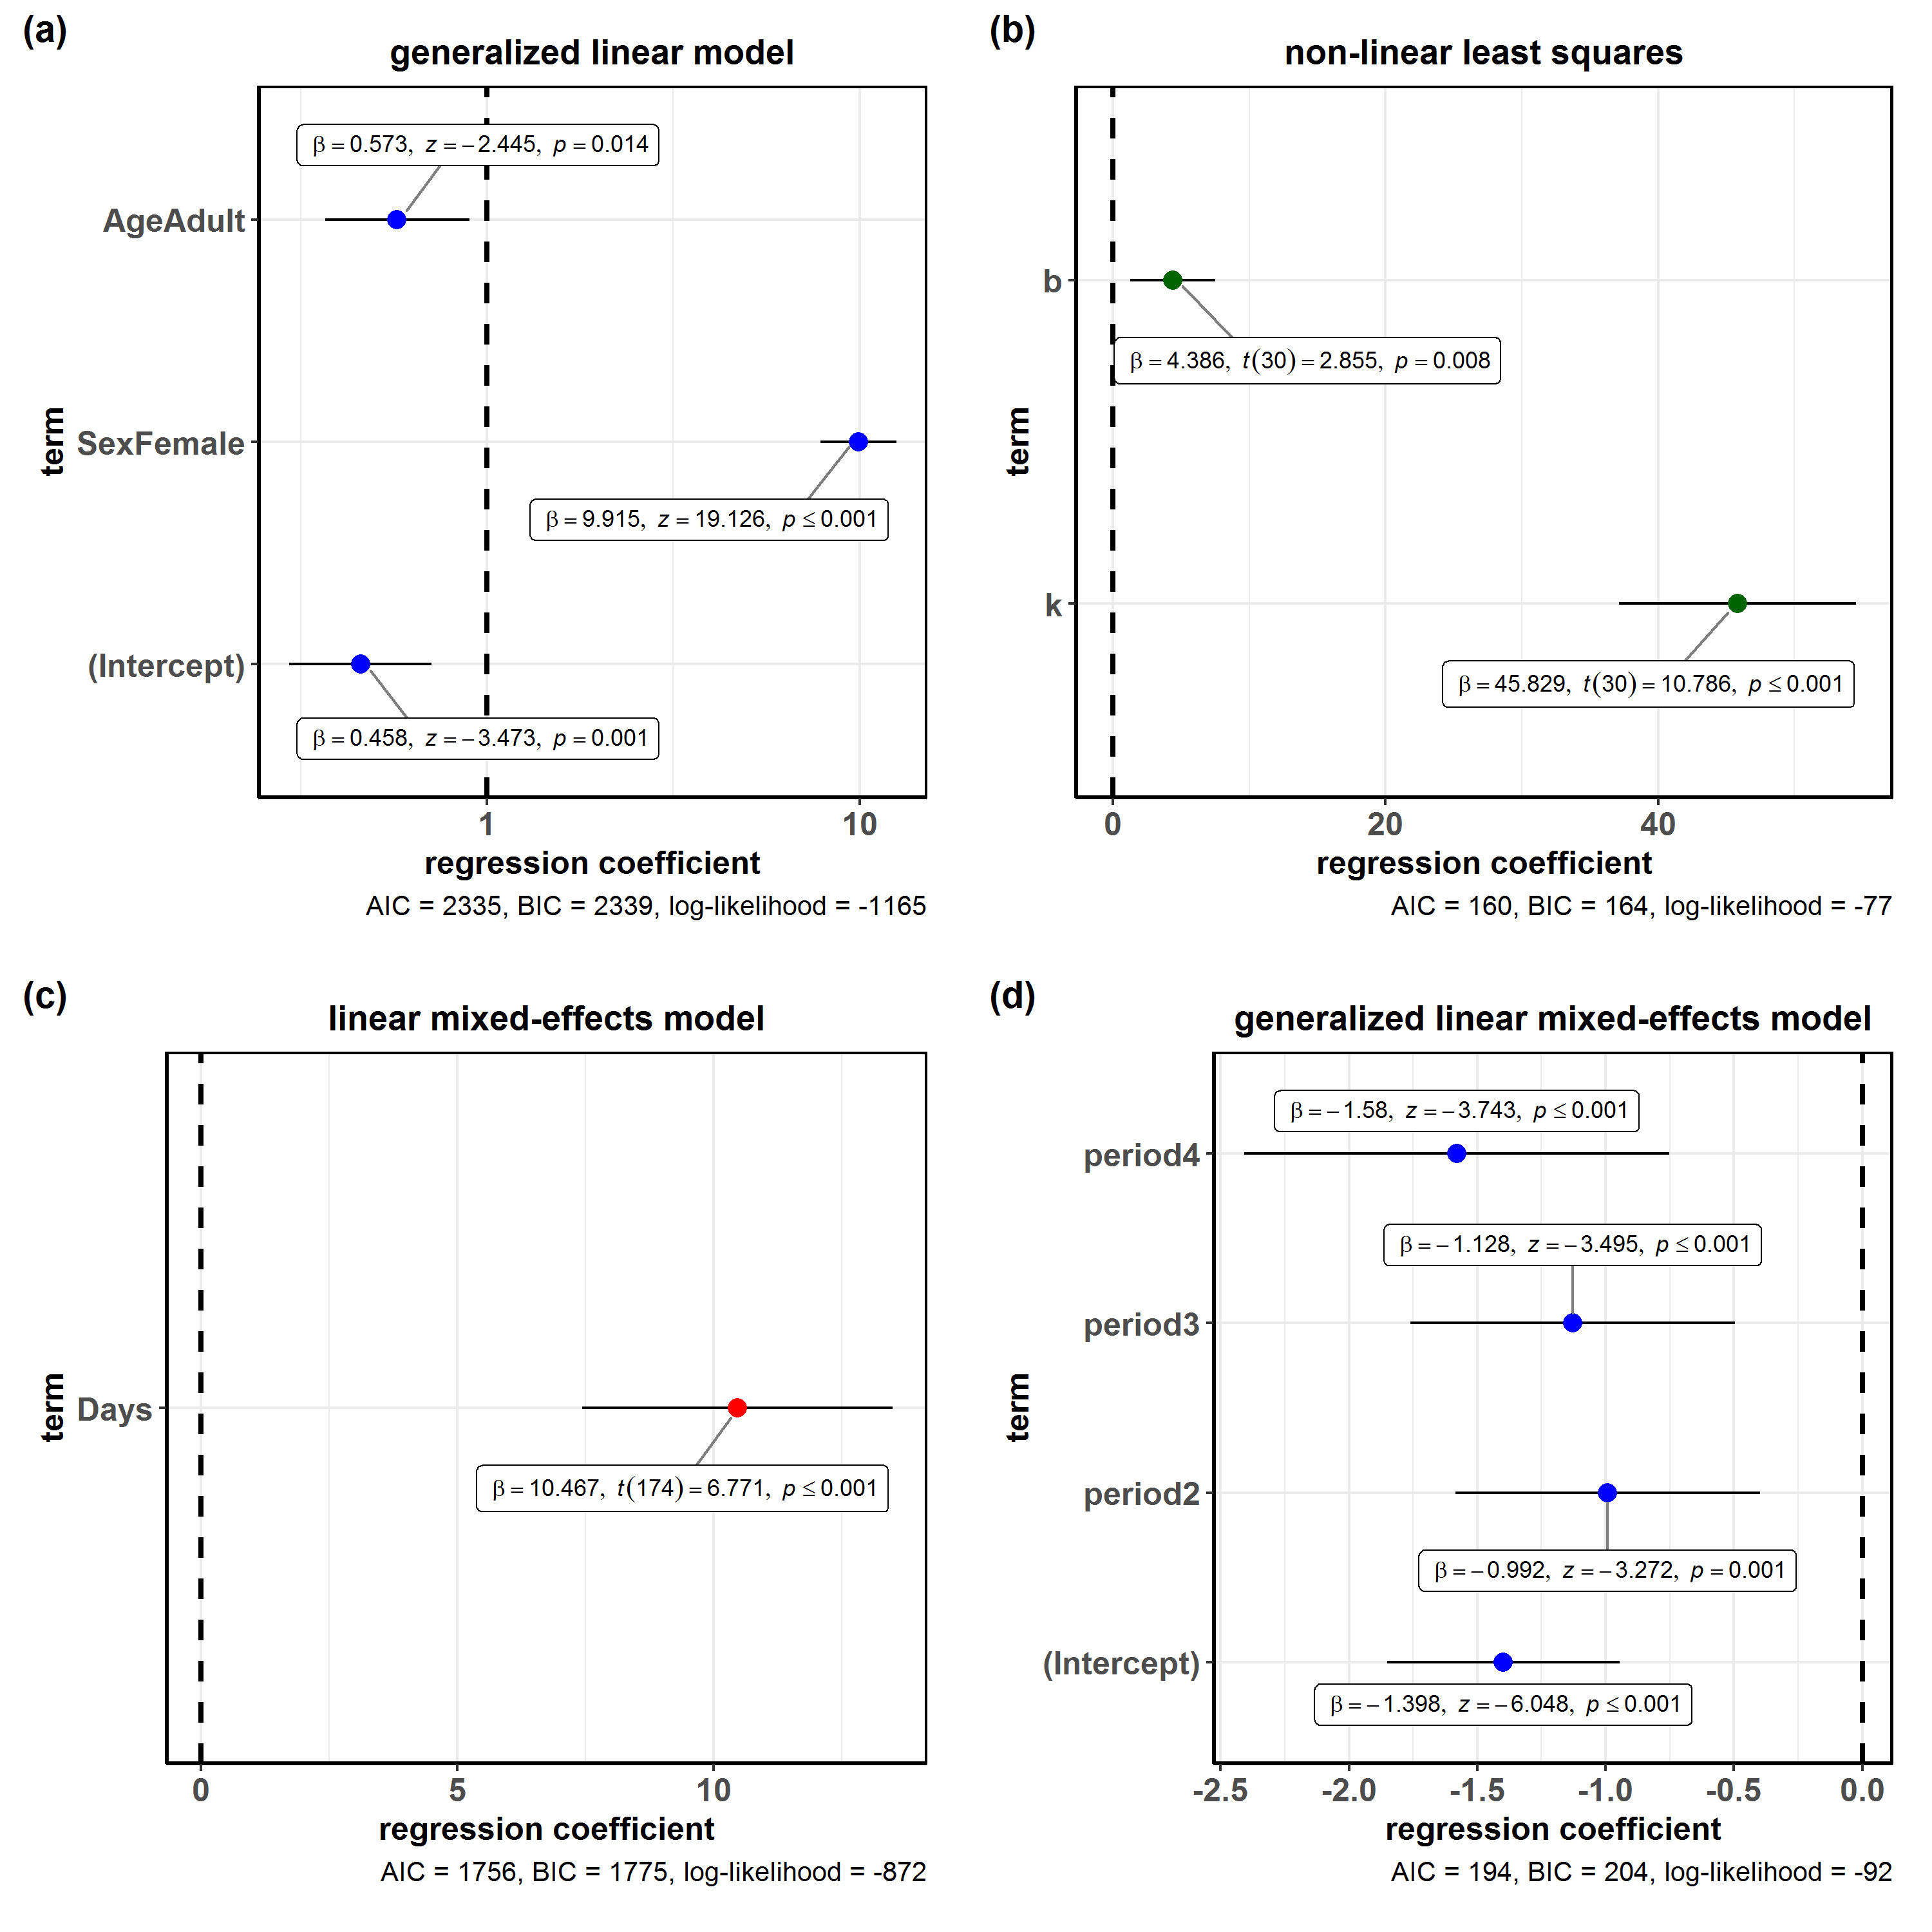 (a)
generalized linear model
β = 0.573, z = −2.445, p = 0.014
AgeAdult
term
SexFemale
β = 9.915, z = 19.126, p ≤ 0.001
(Intercept)
β = 0.458, z = −3.473, p = 0.001
1 10
regression coefficient
AIC = 2335, BIC = 2339, log-likelihood = -1165
(b)
non-linear least squares
b
β = 4.386, t(30) = 2.855, p = 0.008
term
k
β = 45.829, t(30) = 10.786, p ≤ 0.001
0 20 40
regression coefficient
AIC = 160, BIC = 164, log-likelihood = -77
(c)
linear mixed-effects model
term
Days
β = 10.467, t(174) = 6.771, p ≤ 0.001
0 5 10
regression coefficient
AIC = 1756, BIC = 1775, log-likelihood = -872
(d)
generalized linear mixed-effects model
β = −1.58, z = −3.743, p ≤ 0.001
period4
β = −1.128, z = −3.495, p ≤ 0.001
period3
term
period2
β = −0.992, z = −3.272, p = 0.001
(Intercept)
β = −1.398, z = −6.048, p ≤ 0.001
-2.5 -2.0 -1.5 -1.0 -0.5 0.0
regression coefficient
AIC = 194, BIC = 204, log-likelihood = -92